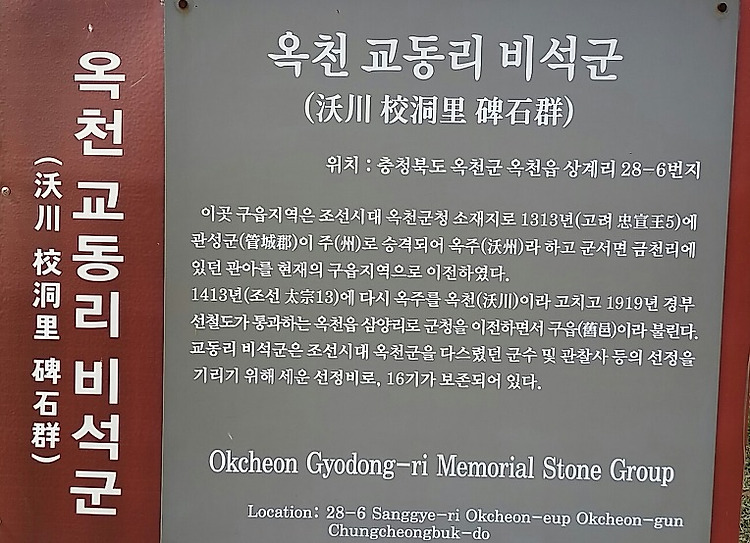 옥천 교동리 비석군
(沃川 校洞里 碑石群)
옥천 교동리 비석군
(沃川 校洞里 碑石群)
위치 : 충청북도 옥천군 옥천읍 상계리 28-6번지
이곳 구읍지역은 조선시대 옥천군청 소재지로 1313년(고려 忠宣王5)에
관성군(管城郡)이 주(州)로 승격되어 옥주(沃州)라 하고 군서면 금천리에
있던 관아를 현재의 구읍지역으로 이전하였다.
1413년(조선 太宗13)에 다시 옥주를 옥천(沃川)이라 고치고 1919년 경부
선철도가 통과하는 옥천읍 삼양리로 군청을 이전하면서 구읍(舊邑)이라 불린다.
교동리 비석군은 조선시대 옥천군을 다스렸던 군수 및 관찰사 등의 선정을
기리기 위해 세운 선정비로, 16기가 보존되어 있다.
Okcheon Gyodong-ri Memorial Stone Group
Location: 28-6 Sanggye-ri Okcheon-eup Okcheon-gun
Chungcheongbuk-do